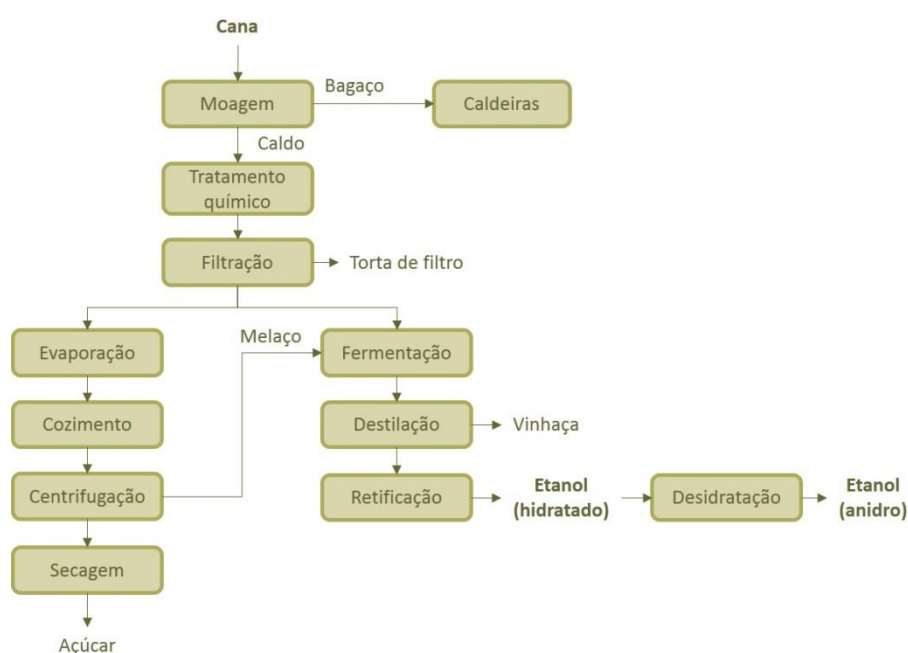 Cana
Moagem
Bagaço
Caldeiras
Caldo
Tratamento
químico
Filtração
Torta de filtro
Evaporação
Melaço
Fermentação
Cozimento
Destilação
Vinhaça
Centrifugação
Retificação
Etanol
(hidratado)
Desidratação
Etanol
(anidro)
Secagem
Açúcar